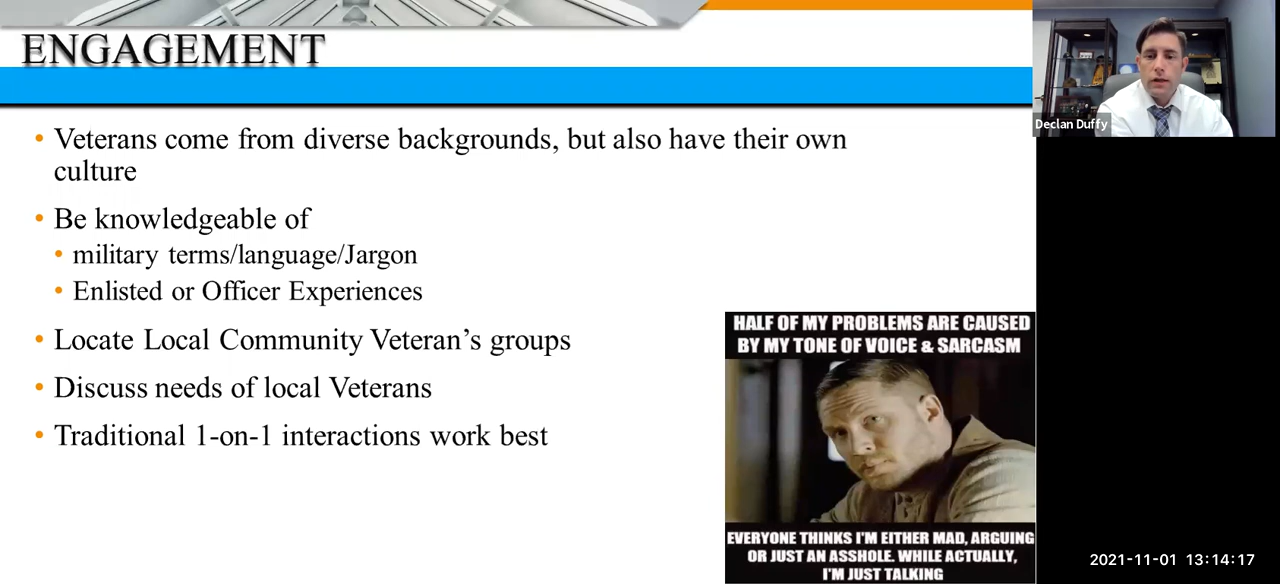 ENGAGEMENT
Declan Duffy
• Veterans come from diverse backgrounds, but also have their own
culture
• Be knowledgeable of
• military terms/language/Jargon
• Enlisted or Officer Experiences
• Locate Local Community Veteran's groups
• Discuss needs of local Veterans
• Traditional 1-on-1 interactions work best
HALF OF MY PROBLEMS ARE CAUSED
BY MY TONE OF VOICE & SARCASM
EVERYONE THINKS I'M EITHER MAD, ARGUING
OR JUST AN ASSHOLE. WHILE ACTUALLY,
I'M JUST TALKING
2021-11-01 13:14:17